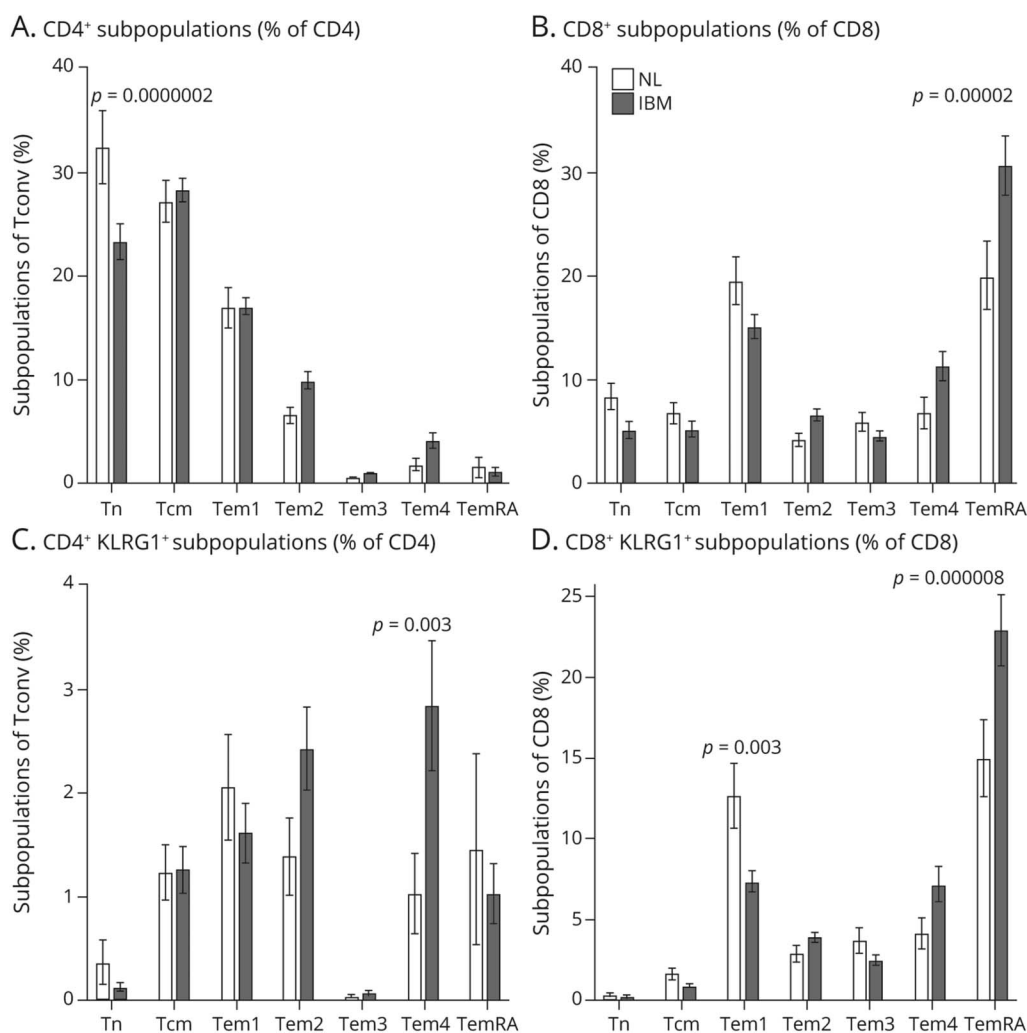 A. CD4⁺ subpopulations (% of CD4)
Subpopulations of Tconv (%)
40
30
20
10
0
p = 0.0000002
Tn Tcm Tem1 Tem2 Tem3 Tem4 TemRA
B. CD8⁺ subpopulations (% of CD8)
Subpopulations of CD8 (%)
40
30
20
10
0
NL
IBM
p = 0.00002
Tn Tcm Tem1 Tem2 Tem3 Tem4 TemRA
C. CD4⁺ KLRG1⁺ subpopulations (% of CD4)
Subpopulations of Tconv (%)
4
3
2
1
0
p = 0.003
Tn Tcm Tem1 Tem2 Tem3 Tem4 TemRA
D. CD8⁺ KLRG1⁺ subpopulations (% of CD8)
Subpopulations of CD8 (%)
25
20
15
10
5
0
p = 0.003
p = 0.000008
Tn Tcm Tem1 Tem2 Tem3 Tem4 TemRA